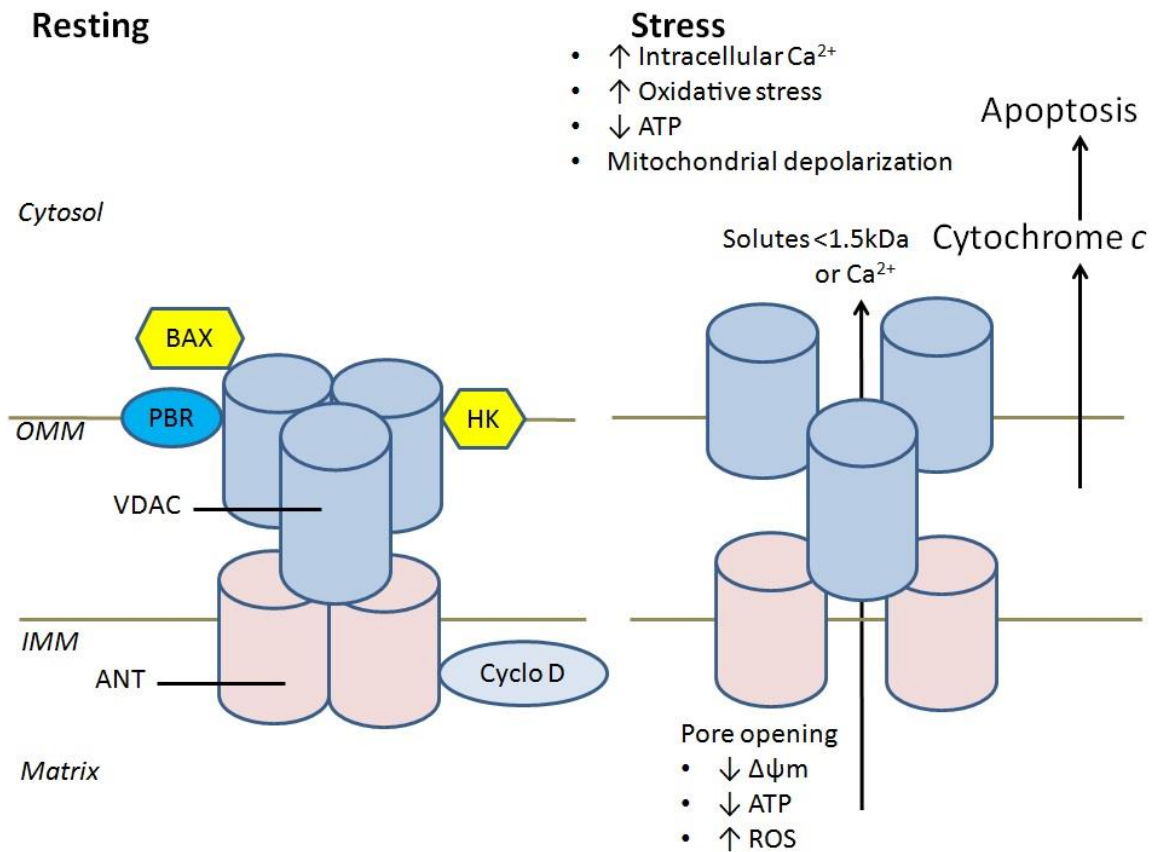 Resting
Stress
• ↑ Intracellular Ca²⁺
• ↑ Oxidative stress
• ↓ ATP
• Mitochondrial depolarization
Apoptosis
Cytosol
Solutes <1.5kDa
or Ca²⁺
Cytochrome c
BAX
PBR
HK
OMM
VDAC
IMM
ANT
Cyclo D
Matrix
Pore opening
• ↓ Δψm
• ↓ ATP
• ↑ ROS